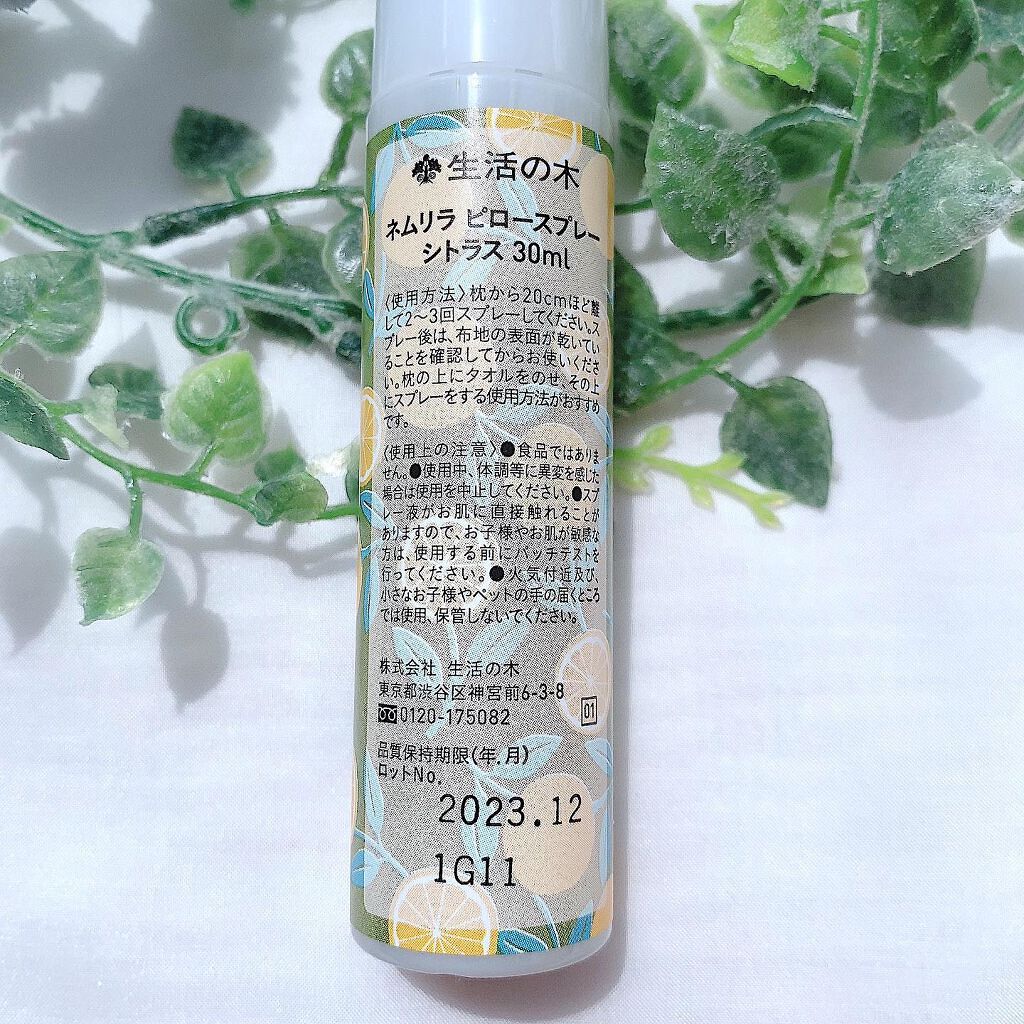 生活の木
ネムリラ ピロースプレー
シトラス 30ml
〈使用方法〉枕から20cmほど離
して2〜3回スプレーしてください。ス
プレー後は、布地の表面が乾いてい
ることを確認してからお使いくださ
い。枕の上にタオルをのせ、その上
にスプレーをする使用方法がおすすめ
です。
〈使用上の注意〉●食品ではありま
せん。●使用中、体調等に異変を感じた
場合は使用を中止してください。●スプ
レー液がお肌に直接触れることが
ありますので、お子様やお肌が敏感な
方は、使用する前にパッチテストを
行ってください。●火気付近及び、
小さなお子様やペットの手の届くところ
では使用、保管しないでください。
株式会社 生活の木
東京都渋谷区神宮前6-3-8
0120-175082
01
品質保持期限(年.月)
ロットNo.
2023.12
1G11